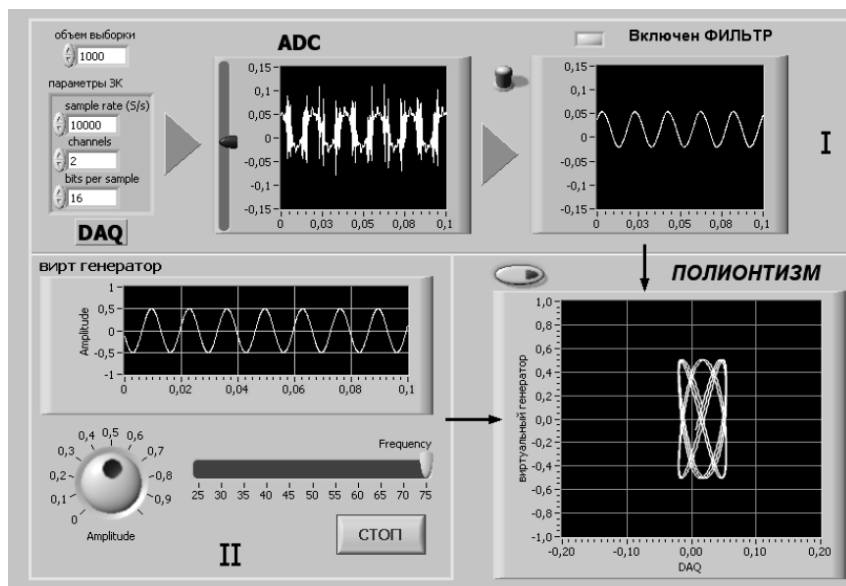 объем выборки
1000
параметры ЗК
sample rate (S/s)
10000
channels
2
bits per sample
16
DAQ
ADC
0,15
0,1
0,05
0
-0,05
-0,1
-0,15
0 0,03 0,05 0,08 0,1
Включен ФИЛЬТР
0,15
0,1
0,05
0
-0,05
-0,1
-0,15
0 0,03 0,05 0,08 0,1
I
вирт генератор
Amplitude
1
0,5
0
-0,5
-1
0 0,02 0,04 0,06 0,08 0,1
0 0,1 0,2 0,3 0,4 0,5 0,6 0,7 0,8 0,9
Amplitude
Frequency
25 30 35 40 45 50 55 60 65 70 75
СТОП
II
ПОЛИОНТИЗМ
виртуальный генератор
1,0
0,8
0,6
0,4
0,2
0,0
-0,2
-0,4
-0,6
-0,8
-1,0
-0,20 -0,10 0,00 0,10 0,20
DAQ